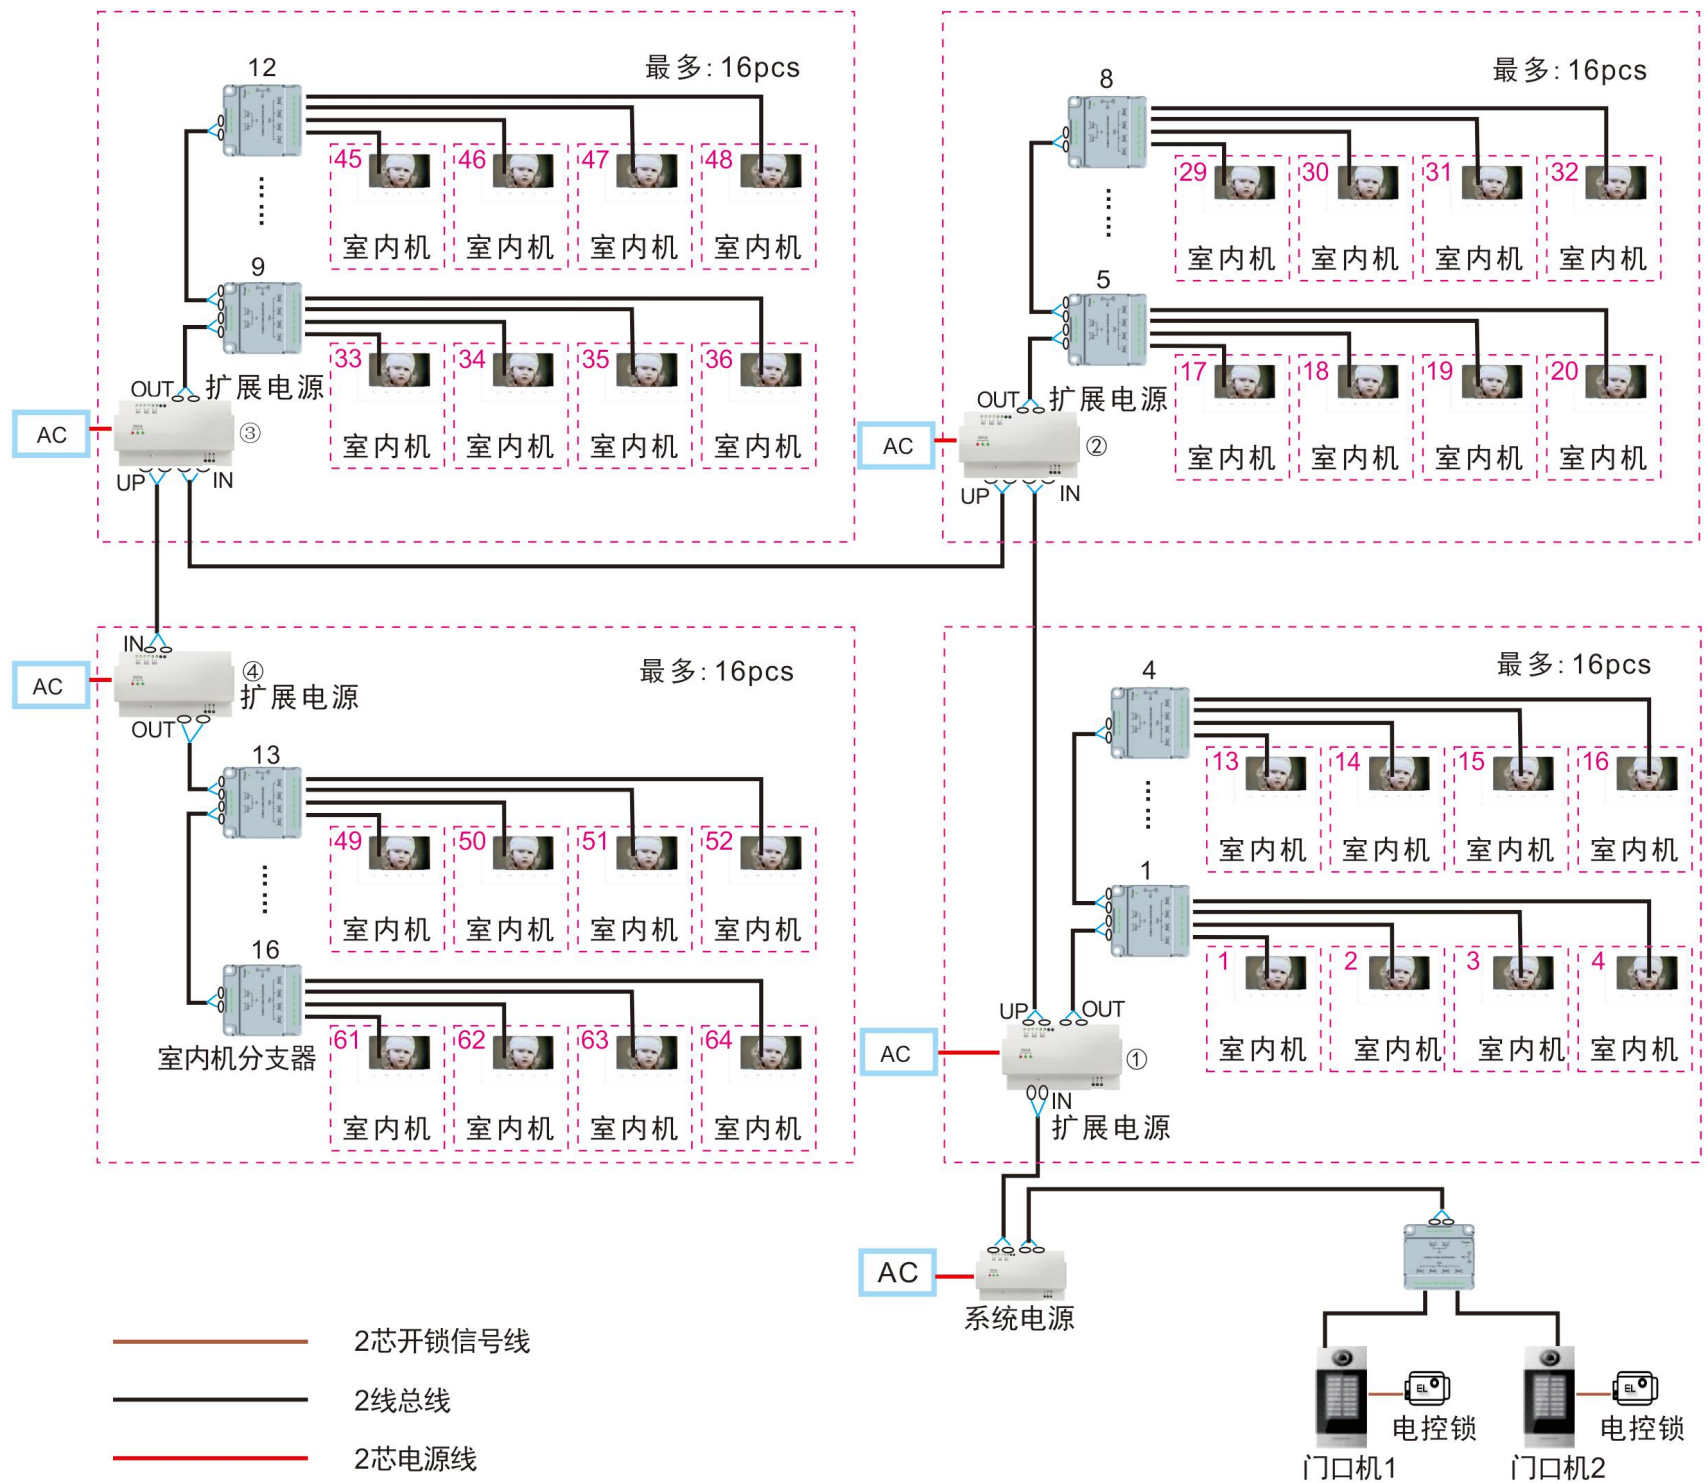 12
最多: 16pcs
45
46
47
48
室内机
室内机
室内机
室内机
9
33
34
35
36
OUT
扩展电源
AC
③
室内机
室内机
室内机
室内机
UP
IN
8
最多: 16pcs
29
30
31
32
室内机
室内机
室内机
室内机
5
17
18
19
20
OUT
扩展电源
AC
②
室内机
室内机
室内机
室内机
UP
IN
IN
④
最多: 16pcs
AC
扩展电源
OUT
13
49
50
51
52
室内机
室内机
室内机
室内机
16
61
62
63
64
室内机分支器
室内机
室内机
室内机
室内机
4
最多: 16pcs
13
14
15
16
室内机
室内机
室内机
室内机
1
1
2
3
4
UP
OUT
AC
①
室内机
室内机
室内机
室内机
IN
扩展电源
AC
系统电源
EL
EL
电控锁
电控锁
门口机1
门口机2
2芯开锁信号线
2线总线
2芯电源线